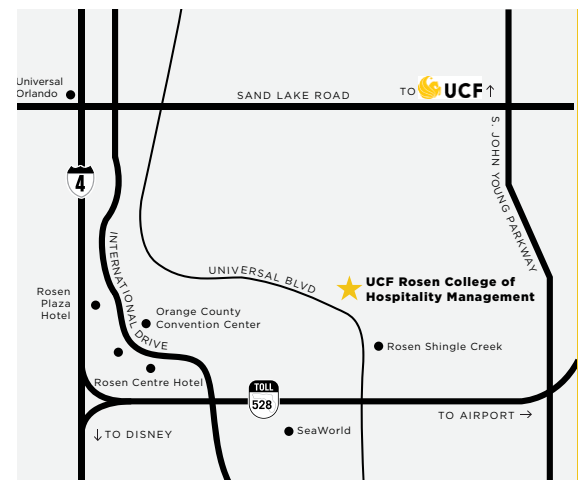 Universal
Orlando
SAND LAKE ROAD
TO UCF ↑
S. JOHN YOUNG PARKWAY
4
INTERNATIONAL DRIVE
UNIVERSAL BLVD
UCF Rosen College of
Hospitality Management
Rosen
Plaza
Hotel
Orange County
Convention Center
Rosen Shingle Creek
Rosen Centre Hotel
TOLL
528
TO AIRPORT →
↓ TO DISNEY
SeaWorld